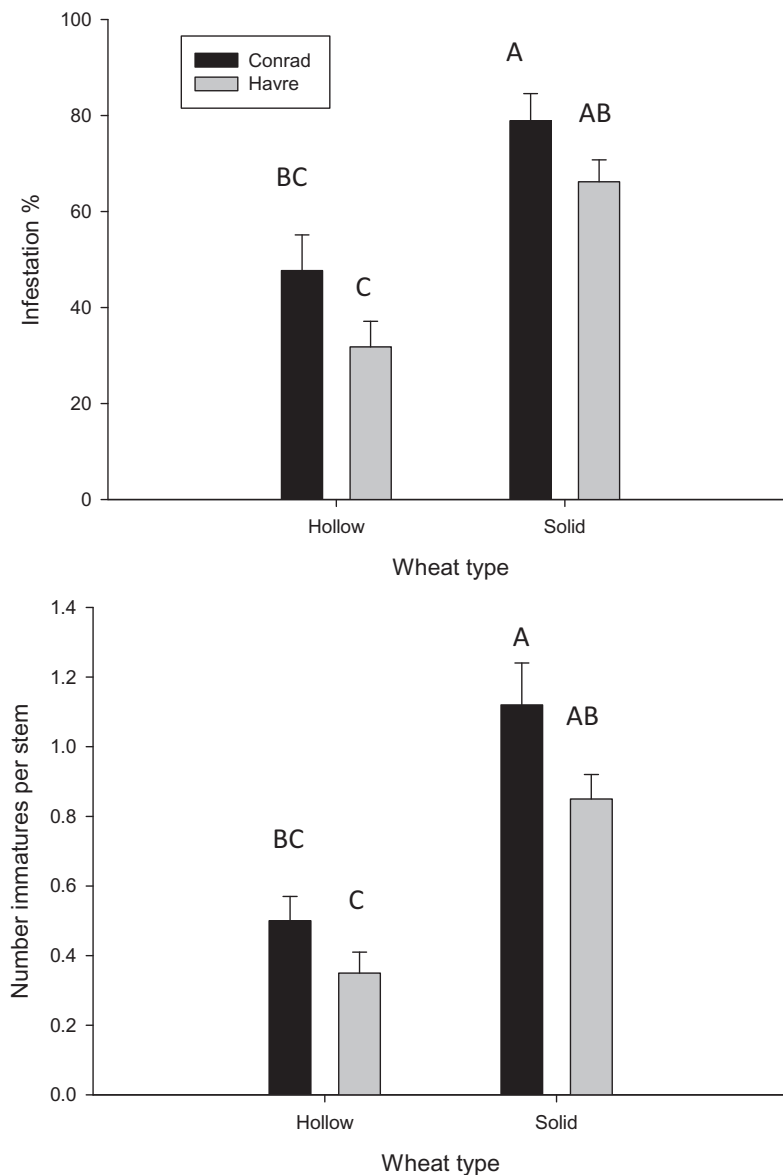 100
80
60
40
20
0
Infestation %
Conrad
Havre
BC
C
A
AB
Hollow
Solid
Wheat type
1.4
1.2
1.0
0.8
0.6
0.4
0.2
0.0
Number immatures per stem
BC
C
A
AB
Hollow
Solid
Wheat type